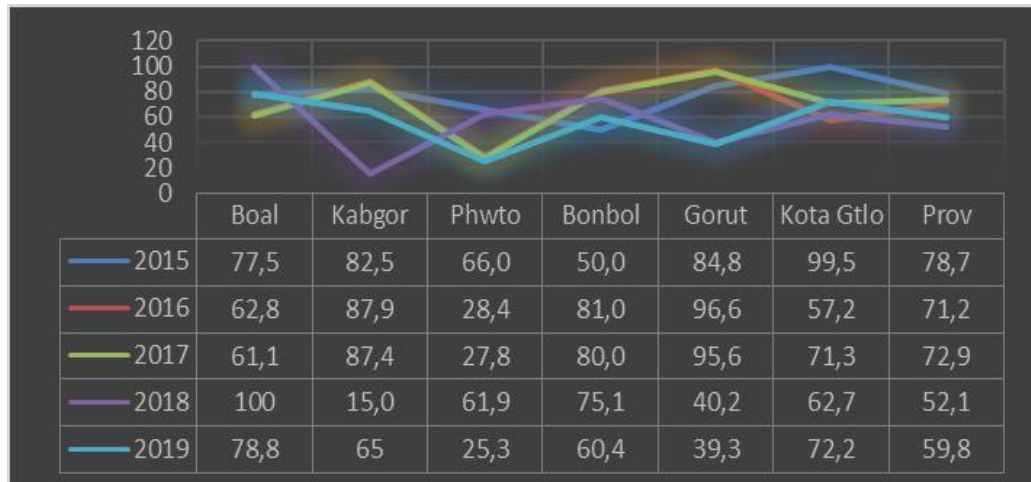 120
100
80
60
40
20
0
Boal Kabgor Phwto Bonbol Gorut Kota Gtlo Prov
2015 77,5 82,5 66,0 50,0 84,8 99,5 78,7
2016 62,8 87,9 28,4 81,0 96,6 57,2 71,2
2017 61,1 87,4 27,8 80,0 95,6 71,3 72,9
2018 100 15,0 61,9 75,1 40,2 62,7 52,1
2019 78,8 65 25,3 60,4 39,3 72,2 59,8